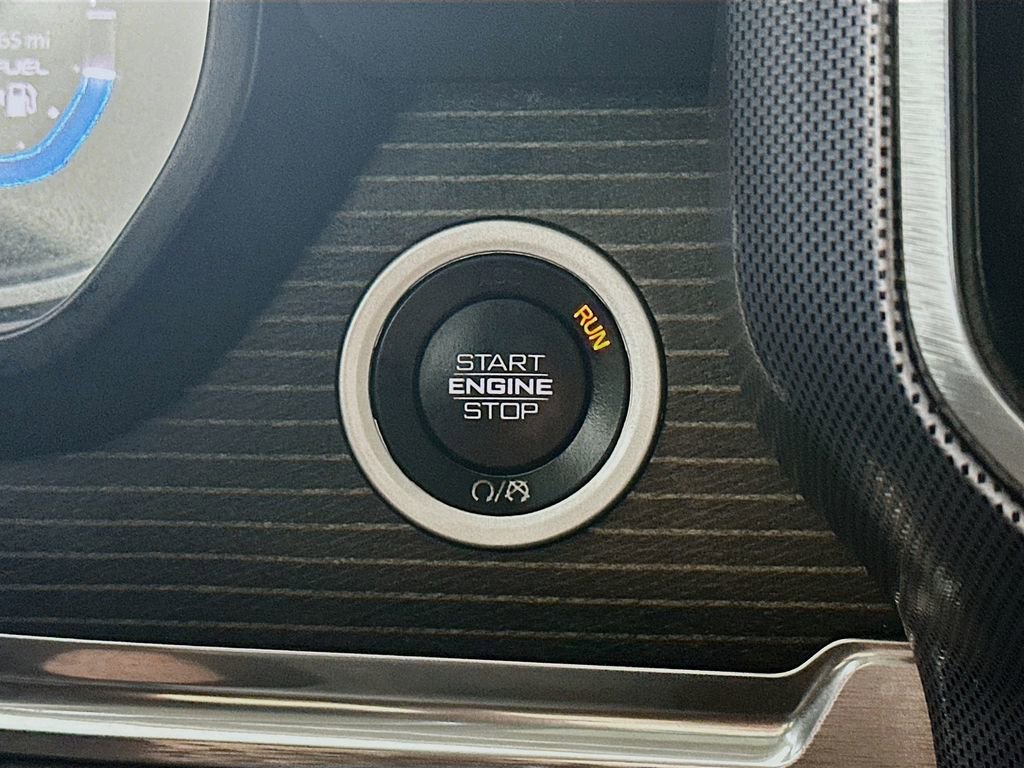 65 mi
FUEL
RUN
START
ENGINE
STOP